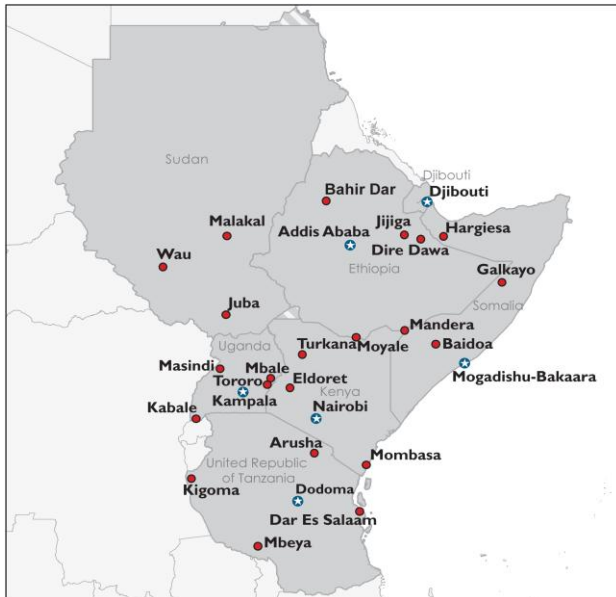 Sudan
Djibouti
Bahir Dar
Djibouti
Malakal
Addis Ababa
Jijiga
Hargiesa
Dire Dawa
Wau
Ethiopia
Galkayo
Juba
Somalia
Mandera
Turkana
Moyale
Baidoa
Uganda
Masindi
Mbale
Mogadishu-Bakaara
Tororo
Eldoret
Kenya
Kampala
Kabale
Nairobi
Arusha
Mombasa
United Republic
of Tanzania
Kigoma
Dodoma
Dar Es Salaam
Mbeya